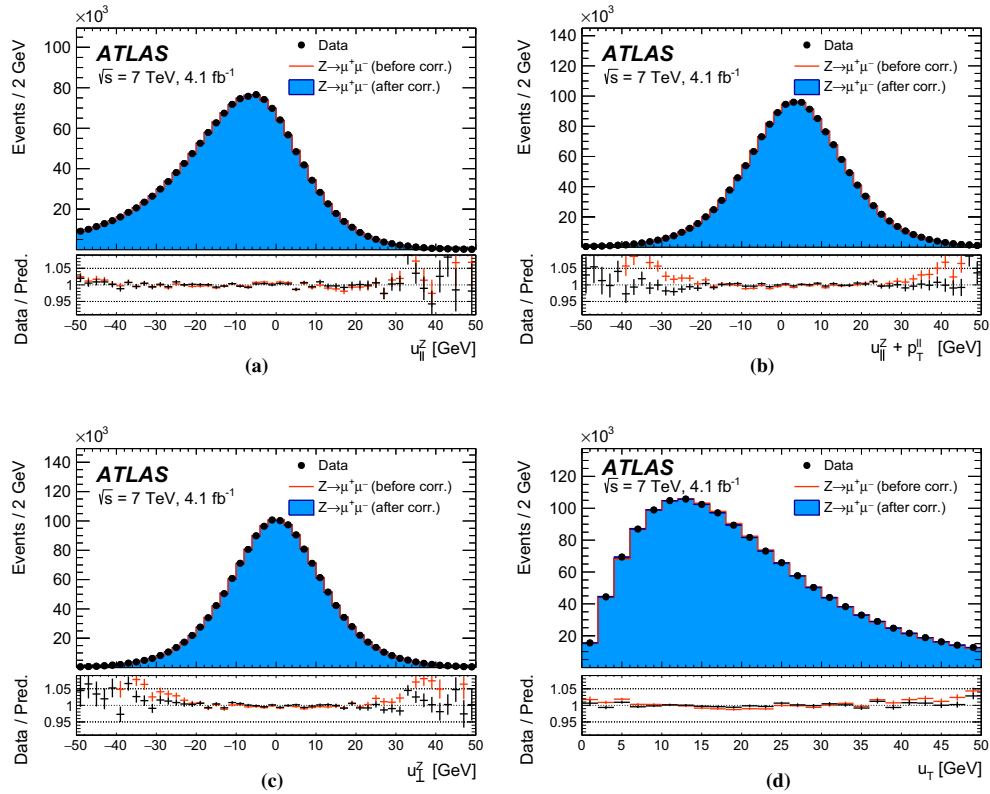 ×10³
Events / 2 GeV
100
80
60
40
20
ATLAS
√s = 7 TeV, 4.1 fb⁻¹
Data
Z→μ⁺μ⁻ (before corr.)
Z→μ⁺μ⁻ (after corr.)
Data / Pred.
1.05
1
0.95
−50 −40 −30 −20 −10 0 10 20 30 40 50
u∥ᶻ [GeV]
(a)
×10³
Events / 2 GeV
140
120
100
80
60
40
20
ATLAS
√s = 7 TeV, 4.1 fb⁻¹
Data
Z→μ⁺μ⁻ (before corr.)
Z→μ⁺μ⁻ (after corr.)
Data / Pred.
1.05
1
0.95
−50 −40 −30 −20 −10 0 10 20 30 40 50
u∥ᶻ + p_T^ll [GeV]
(b)
×10³
Events / 2 GeV
140
120
100
80
60
40
20
ATLAS
√s = 7 TeV, 4.1 fb⁻¹
Data
Z→μ⁺μ⁻ (before corr.)
Z→μ⁺μ⁻ (after corr.)
Data / Pred.
1.05
1
0.95
−50 −40 −30 −20 −10 0 10 20 30 40 50
u⊥ᶻ [GeV]
(c)
×10³
Events / 2 GeV
120
100
80
60
40
20
ATLAS
√s = 7 TeV, 4.1 fb⁻¹
Data
Z→μ⁺μ⁻ (before corr.)
Z→μ⁺μ⁻ (after corr.)
Data / Pred.
1.05
1
0.95
0 5 10 15 20 25 30 35 40 45 50
u_T [GeV]
(d)